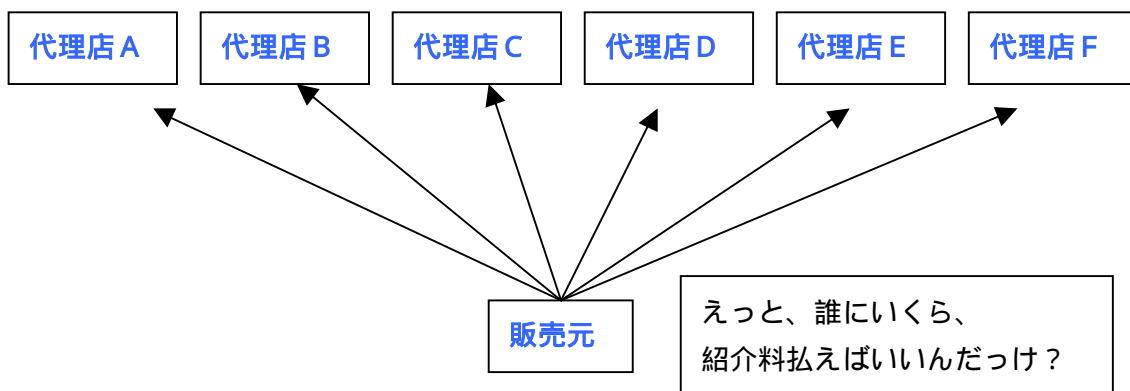 代理店A
代理店B
代理店C
代理店D
代理店E
代理店F
販売元
えっと、誰にいくら、
紹介料払えばいいんだっけ?